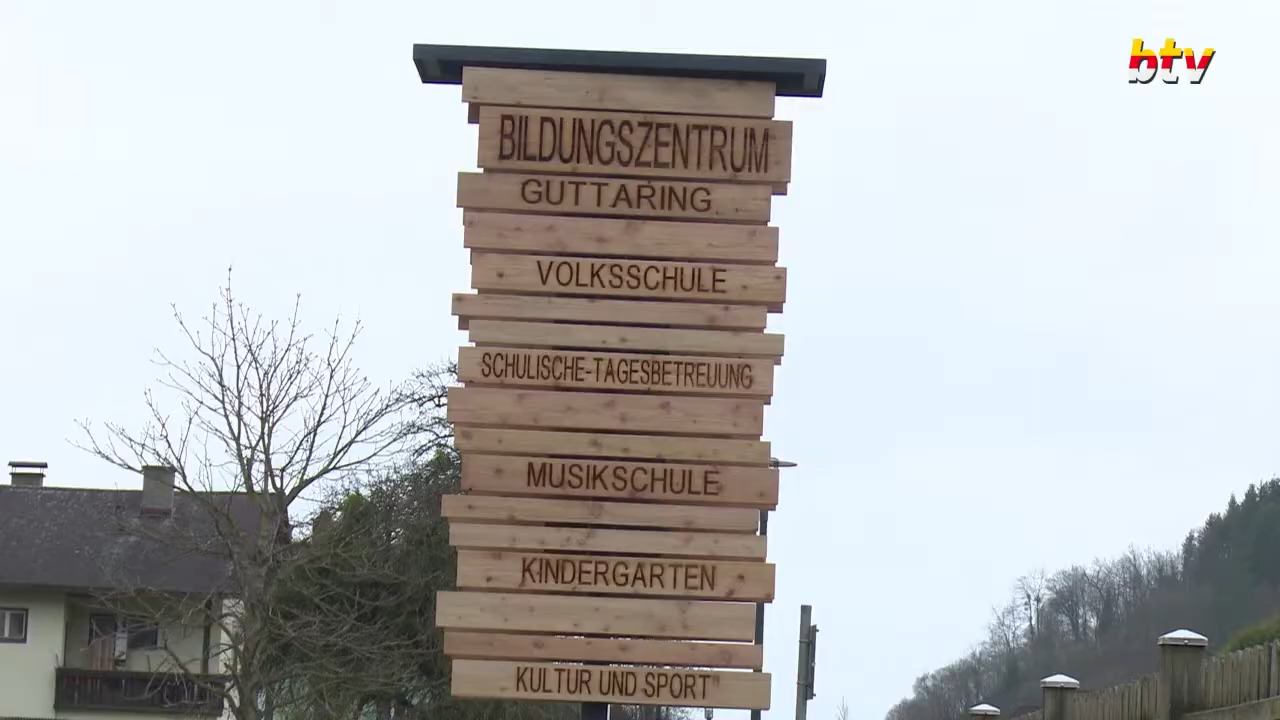 btv
BILDUNGSZENTRUM
GUTTARING
VOLKSSCHULE
SCHULISCHE-TAGESBETREUUNG
MUSIKSCHULE
KINDERGARTEN
KULTUR UND SPORT